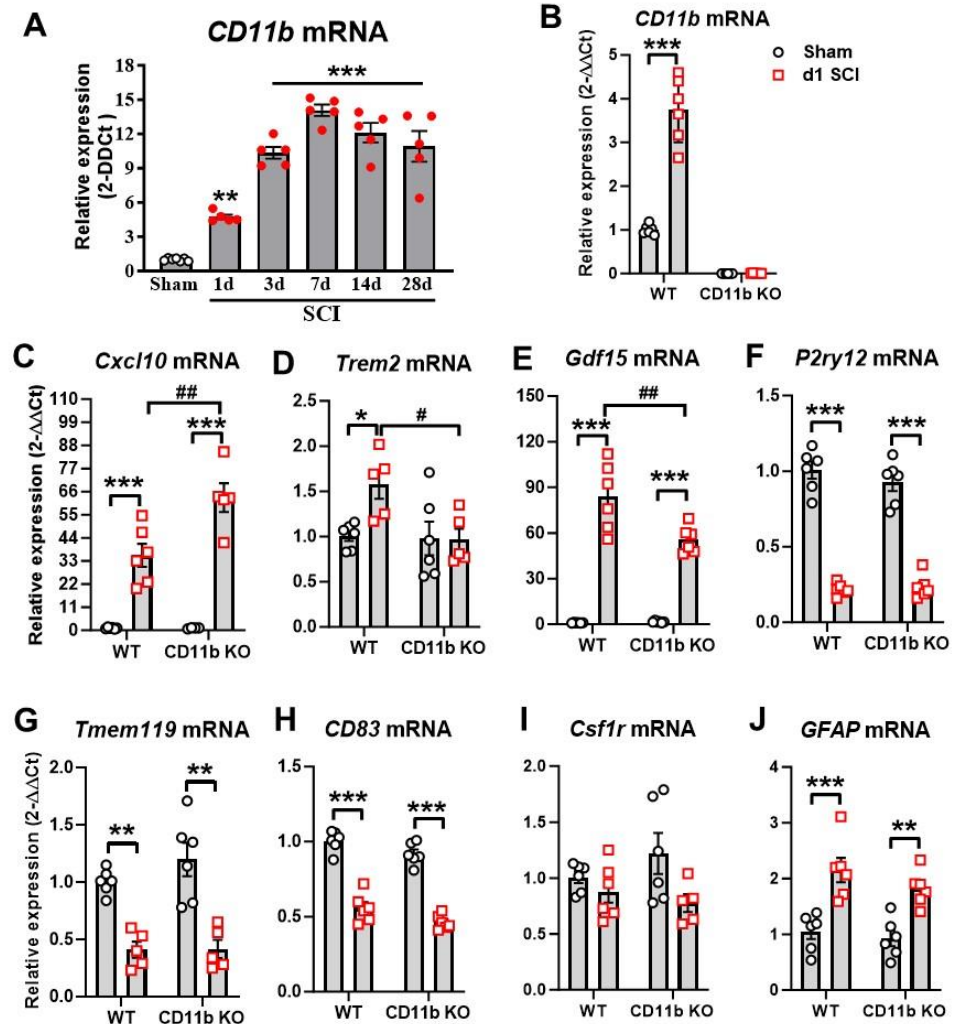 A
CD11b mRNA
Relative expression
(2-DDCt)
18
15
12
9
6
3
0
**
***
Sham 1d 3d 7d 14d 28d
SCI
B
CD11b mRNA
Relative expression (2-ΔΔCt)
5
4
3
2
1
0
***
Sham
d1 SCI
WT CD11b KO
C
Cxcl10 mRNA
Relative expression (2-ΔΔCt)
110
99
88
77
66
55
44
33
22
11
0
##
***
***
WT CD11b KO
D
Trem2 mRNA
2.5
2.0
1.5
1.0
0.5
0.0
* #
WT CD11b KO
E
Gdf15 mRNA
150
120
90
60
30
0
##
***
***
WT CD11b KO
F
P2ry12 mRNA
1.5
1.0
0.5
0.0
*** ***
WT CD11b KO
G
Tmem119 mRNA
Relative expression (2-ΔΔCt)
2.0
1.5
1.0
0.5
0.0
**
**
WT CD11b KO
H
CD83 mRNA
1.5
1.0
0.5
0.0
*** ***
WT CD11b KO
I
Csf1r mRNA
2.0
1.5
1.0
0.5
0.0
WT CD11b KO
J
GFAP mRNA
4
3
2
1
0
***
**
WT CD11b KO